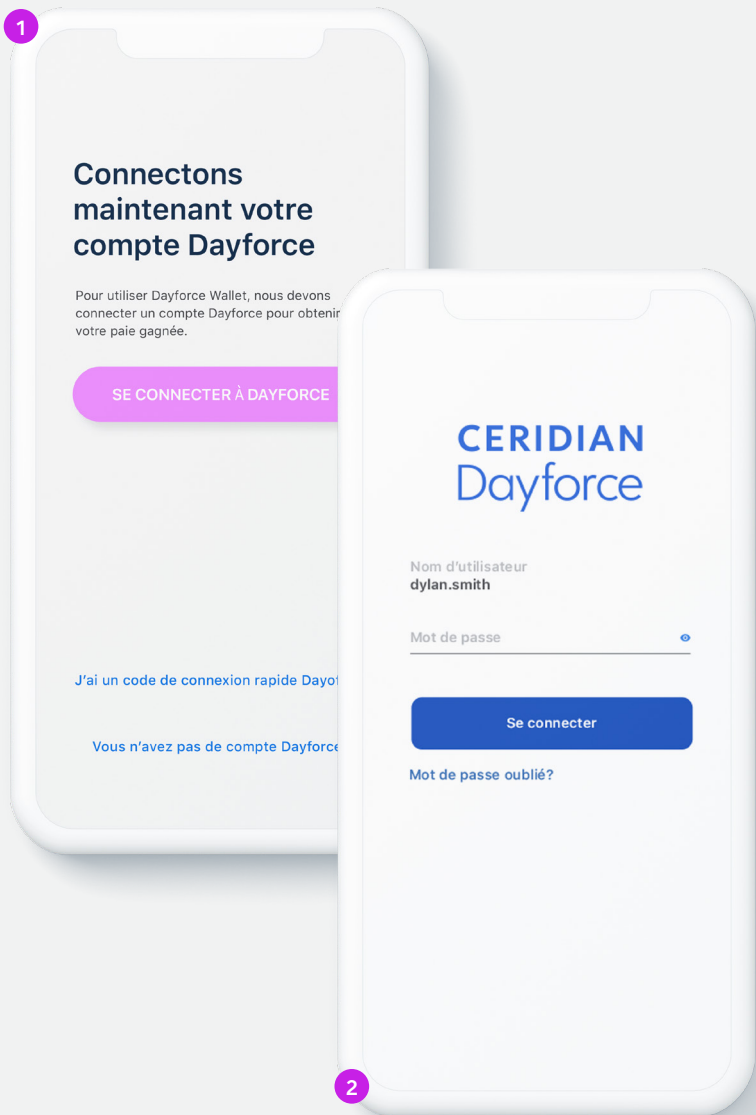 1
Connectons
maintenant votre
compte Dayforce
Pour utiliser Dayforce Wallet, nous devons
connecter un compte Dayforce pour obtenir
votre paie gagnée.
SE CONNECTER À DAYFORCE
J'ai un code de connexion rapide
Vous n'avez pas de compte Dayforce
CERIDIAN
Dayforce
Nom d'utilisateur
dylan.smith
Mot de passe
Se connecter
Mot de passe oublié?
2